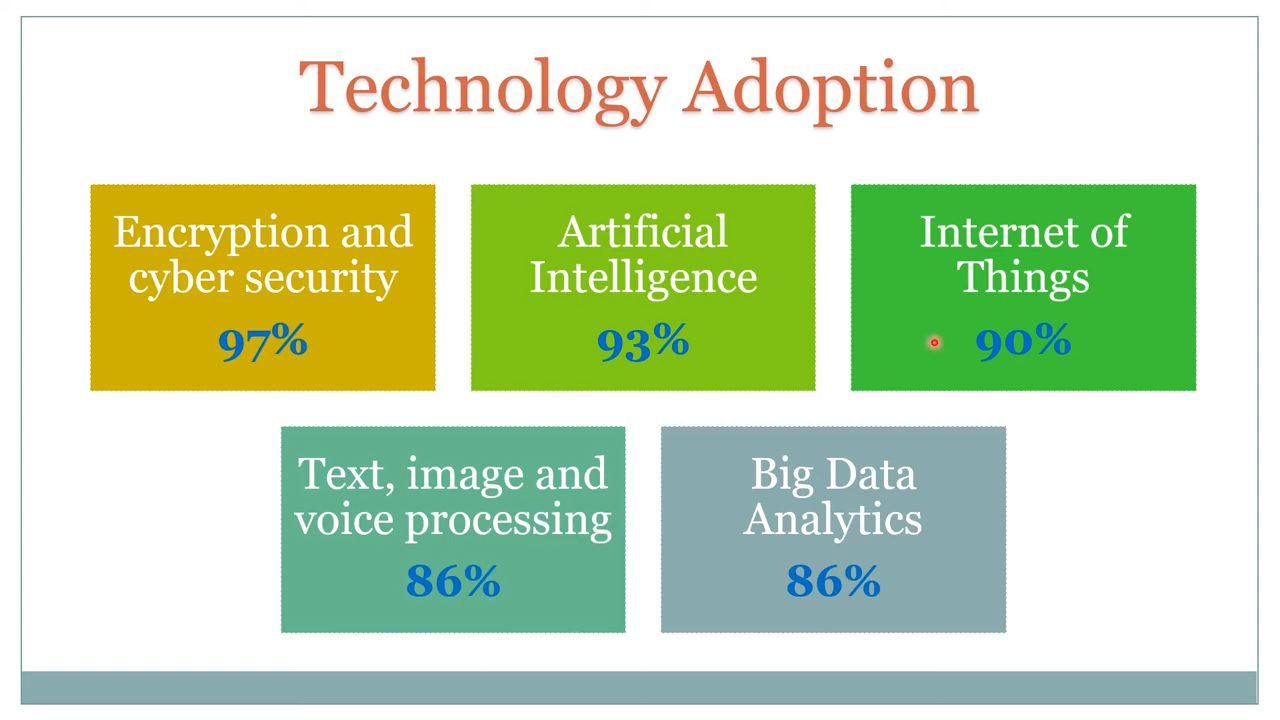 Technology Adoption
Encryption and
cyber security
97%
Artificial
Intelligence
93%
Internet of
Things
90%
Text, image and
voice processing
86%
Big Data
Analytics
86%